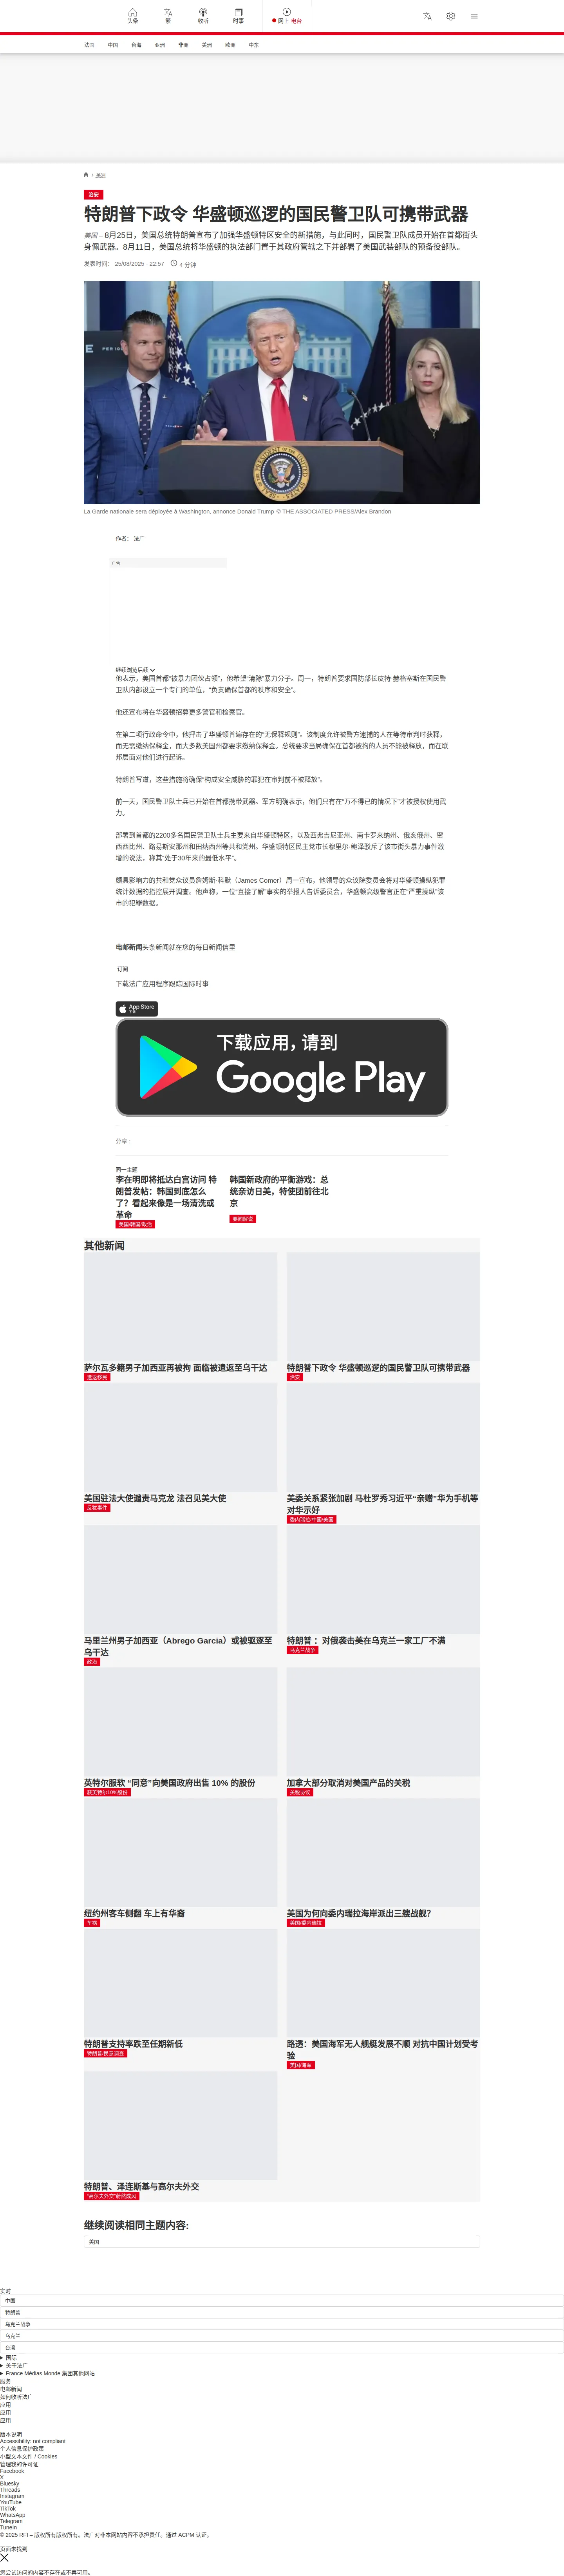 头条
繁
收听
时事
网上 电台
法国 中国 台海 亚洲 非洲 美洲 欧洲 中东
/ 美洲
治安
特朗普下政令 华盛顿巡逻的国民警卫队可携带武器
美国 – 8月25日，美国总统特朗普宣布了加强华盛顿特区安全的新措施，与此同时，国民警卫队成员开始在首都街头
身佩武器。8月11日，美国总统将华盛顿的执法部门置于其政府管辖之下并部署了美国武装部队的预备役部队。
发表时间： 25/08/2025 - 22:57 4 分钟
La Garde nationale sera déployée à Washington, annonce Donald Trump © THE ASSOCIATED PRESS/Alex Brandon
作者： 法广
广告
继续浏览后续
他表示，美国首都“被暴力团伙占领”，他希望“清除”暴力分子。周一，特朗普要求国防部长皮特·赫格塞斯在国民警
卫队内部设立一个专门的单位，“负责确保首都的秩序和安全”。
他还宣布将在华盛顿招募更多警官和检察官。
在第二项行政命令中，他抨击了华盛顿普遍存在的“无保释规则”。该制度允许被警方逮捕的人在等待审判时获释，
而无需缴纳保释金，而大多数美国州都要求缴纳保释金。总统要求当局确保在首都被拘的人员不能被释放，而在联
邦层面对他们进行起诉。
特朗普写道，这些措施将确保“构成安全威胁的罪犯在审判前不被释放”。
前一天，国民警卫队士兵已开始在首都携带武器。军方明确表示，他们只有在“万不得已的情况下”才被授权使用武
力。
部署到首都的2200多名国民警卫队士兵主要来自华盛顿特区，以及西弗吉尼亚州、南卡罗来纳州、俄亥俄州、密
西西比州、路易斯安那州和田纳西州等共和党州。华盛顿特区民主党市长穆里尔·鲍泽驳斥了该市街头暴力事件激
增的说法，称其“处于30年来的最低水平”。
颇具影响力的共和党众议员詹姆斯·科默（James Comer）周一宣布，他领导的众议院委员会将对华盛顿操纵犯罪
统计数据的指控展开调查。他声称，一位“直接了解”事实的举报人告诉委员会，华盛顿高级警官正在“严重操纵”该
市的犯罪数据。
电邮新闻头条新闻就在您的每日新闻信里
订阅
下载法广应用程序跟踪国际时事
App Store
下载
下载应用，请到
Google Play
分享 :
同一主题
李在明即将抵达白宫访问 特
朗普发帖：韩国到底怎么
了？看起来像是一场清洗或
革命
美国/韩国/政治
韩国新政府的平衡游戏：总
统亲访日美，特使团前往北
京
要闻解说
其他新闻
萨尔瓦多籍男子加西亚再被拘 面临被遣返至乌干达
遣返移民
特朗普下政令 华盛顿巡逻的国民警卫队可携带武器
治安
美国驻法大使谴责马克龙 法召见美大使
反犹事件
美委关系紧张加剧 马杜罗秀习近平“亲赠”华为手机等
对华示好
委内瑞拉/中国/美国
马里兰州男子加西亚（Abrego Garcia）或被驱逐至
乌干达
政治
特朗普 ：对俄袭击美在乌克兰一家工厂不满
乌克兰战争
英特尔服软 “同意”向美国政府出售 10% 的股份
获英特尔10%股份
加拿大部分取消对美国产品的关税
关税协议
纽约州客车侧翻 车上有华裔
车祸
美国为何向委内瑞拉海岸派出三艘战舰？
美国/委内瑞拉
特朗普支持率跌至任期新低
特朗普/民意调查
路透：美国海军无人舰艇发展不顺 对抗中国计划受考
验
美国/海军
特朗普、泽连斯基与高尔夫外交
“高尔夫外交”蔚然成风
继续阅读相同主题内容:
美国
实时
中国
特朗普
乌克兰战争
乌克兰
台湾
国际
关于法广
France Médias Monde 集团其他网站
服务
电邮新闻
如何收听法广
应用
应用
应用
版本说明
Accessibility: not compliant
个人信息保护政策
小型文本文件 / Cookies
管理我的许可证
Facebook
X
Bluesky
Threads
Instagram
YouTube
TikTok
WhatsApp
Telegram
TuneIn
© 2025 RFI – 版权所有版权所有。法广对非本网站内容不承担责任。通过 ACPM 认证。
页面未找到
您尝试访问的内容不存在或不再可用。